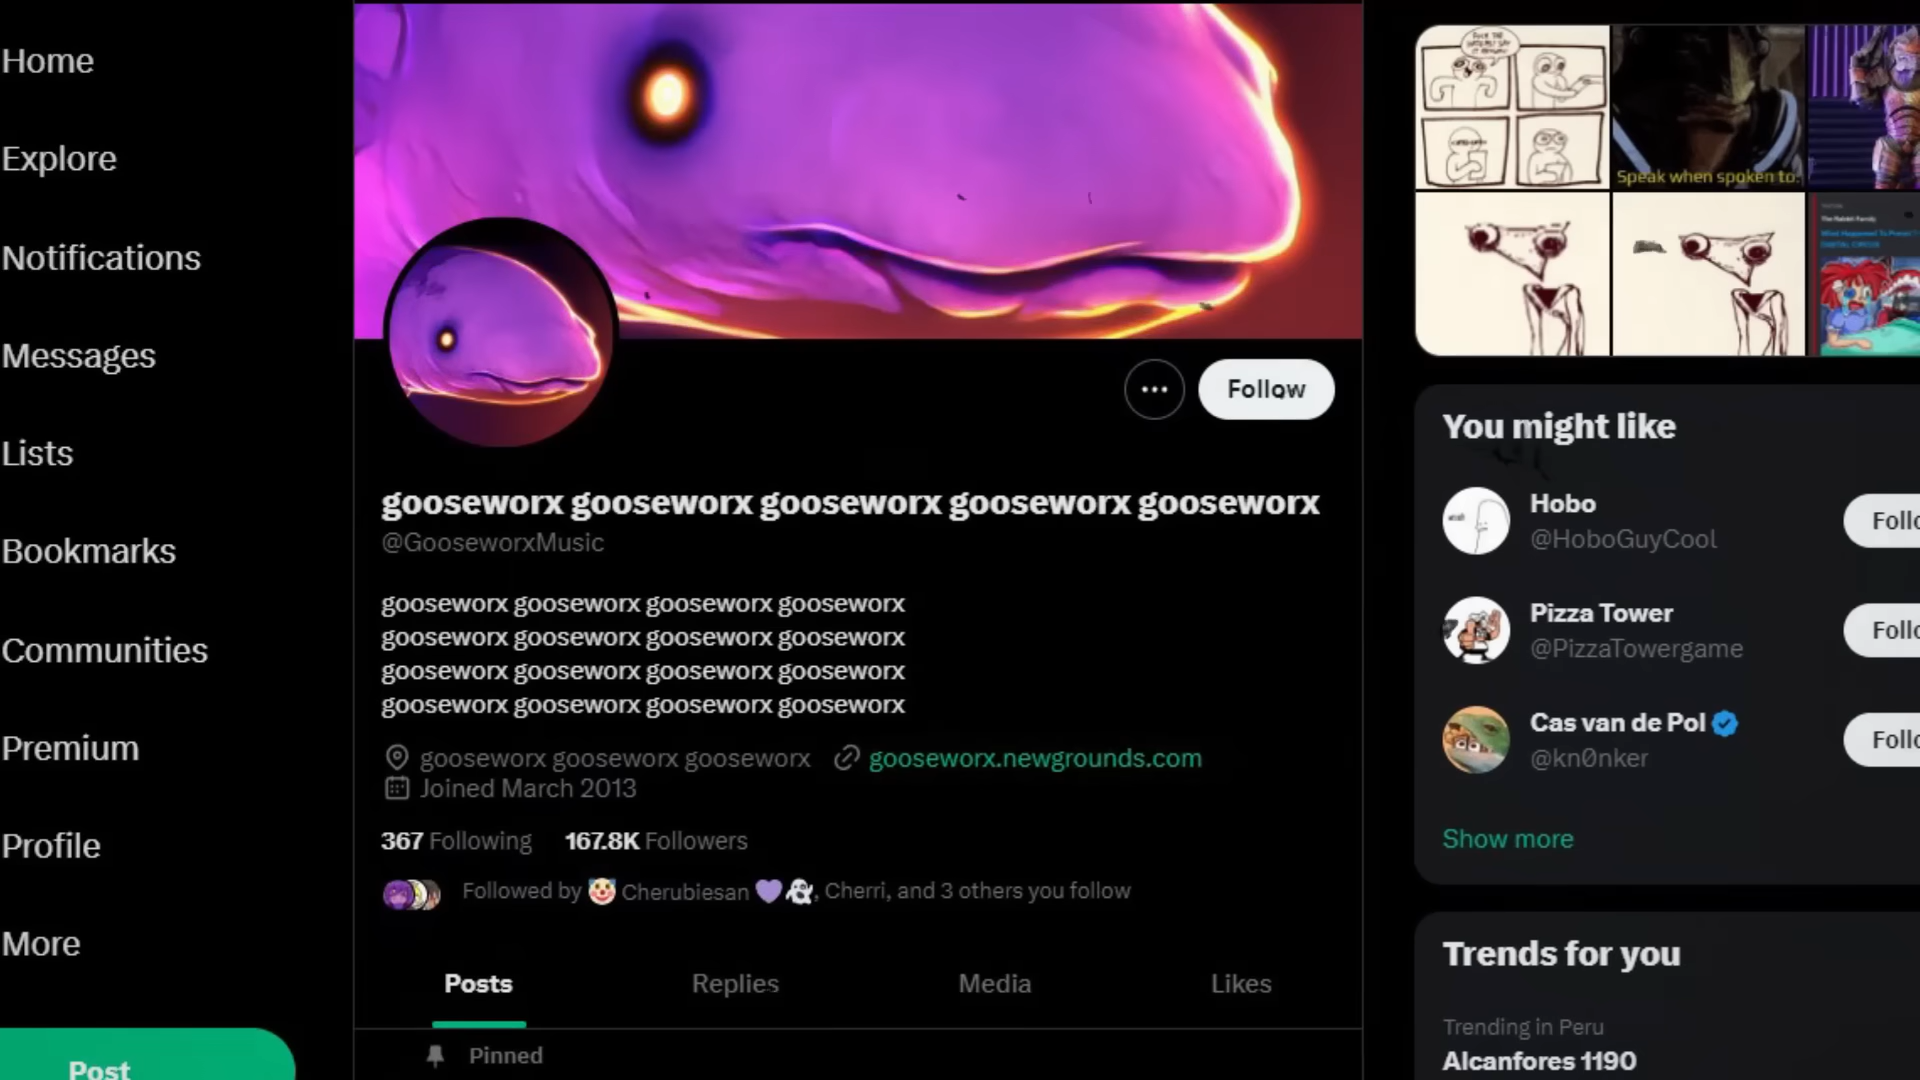 Home
Explore
Notifications
Messages
Lists
Bookmarks
Communities
Premium
Profile
More
Post
Follow
gooseworx gooseworx gooseworx gooseworx gooseworx
@GooseworxMusic
gooseworx gooseworx gooseworx gooseworx
gooseworx gooseworx gooseworx gooseworx
gooseworx gooseworx gooseworx gooseworx
gooseworx gooseworx gooseworx gooseworx
gooseworx gooseworx gooseworx gooseworx.newgrounds.com
Joined March 2013
367 Following 167.8K Followers
Followed by 🤡 Cherubiesan 💜👻, Cherri, and 3 others you follow
Posts Replies Media Likes
Pinned
Speak when spoken to.
You might like
Hobo
@HoboGuyCool
Follo
Pizza Tower
@PizzaTowergame
Follo
Cas van de Pol
@kn0nker
Follo
Show more
Trends for you
Trending in Peru
Alcanfores 1190